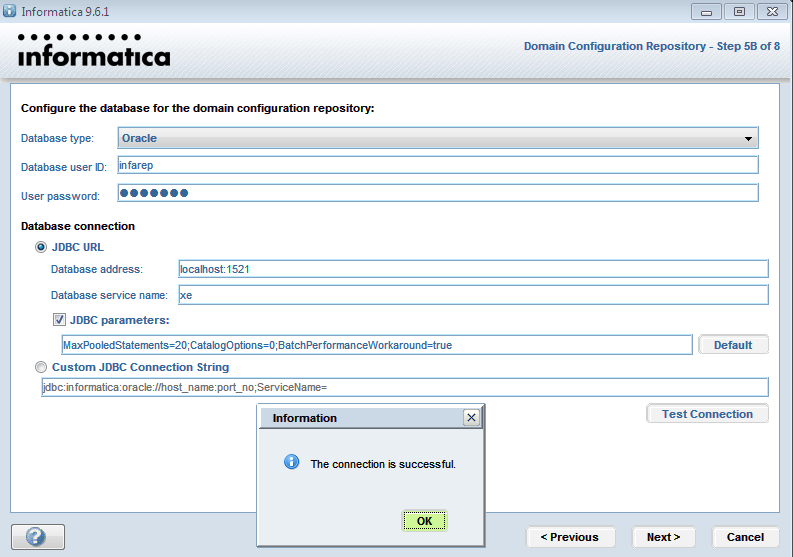 Informatica 9.6.1
informatica
Domain Configuration Repository - Step 5B of 8
Configure the database for the domain configuration repository:
Database type: Oracle
Database user ID: infarep
User password: ●●●●●●●
Database connection
JDBC URL
Database address: localhost:1521
Database service name: xe
JDBC parameters:
MaxPooledStatements=20;CatalogOptions=0;BatchPerformanceWorkaround=true Default
Custom JDBC Connection String
jdbc:informatica:oracle://host_name:port_no;ServiceName=
Test Connection
Information
The connection is successful.
OK
? < Previous Next > Cancel